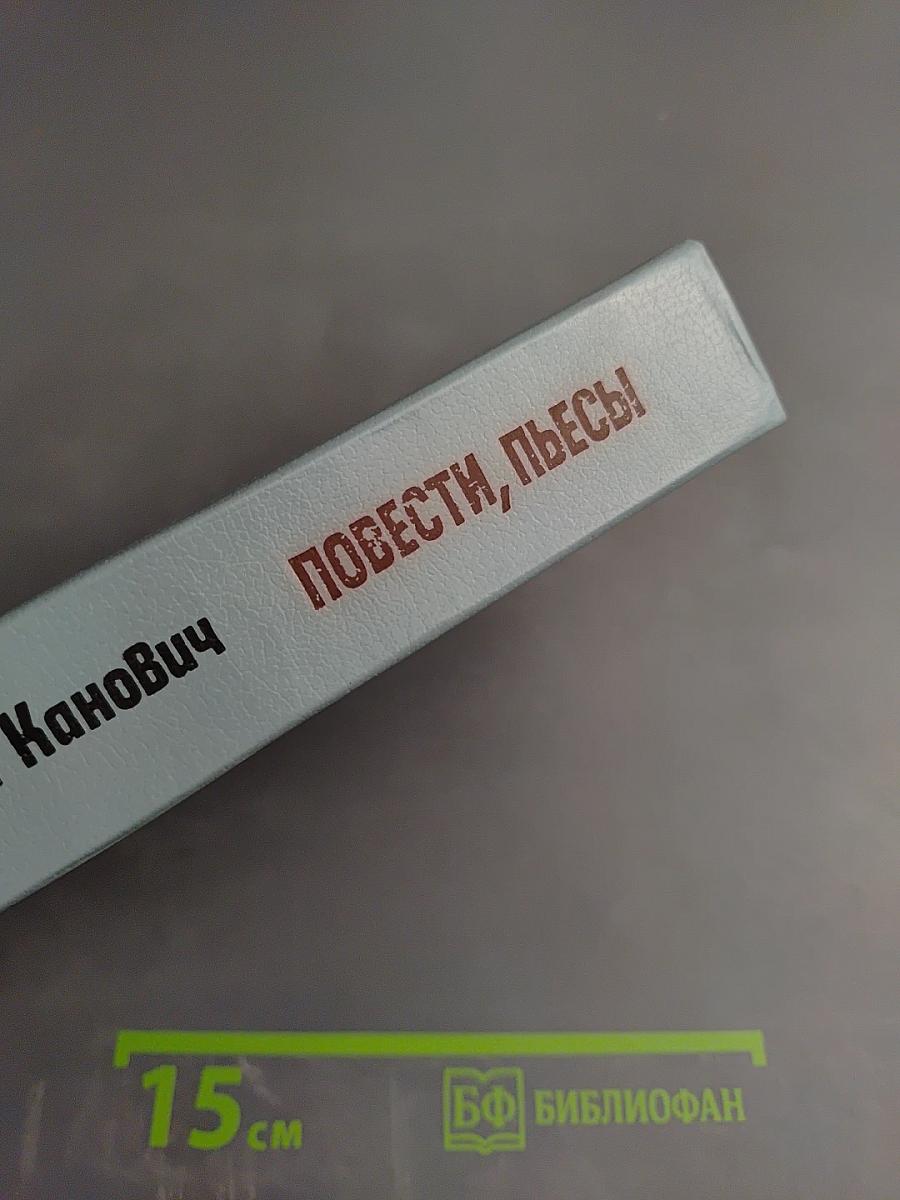 Канович ПОВЕСТИ, ПЬЕСЫ
15 см
БФ БИБЛИОФАН